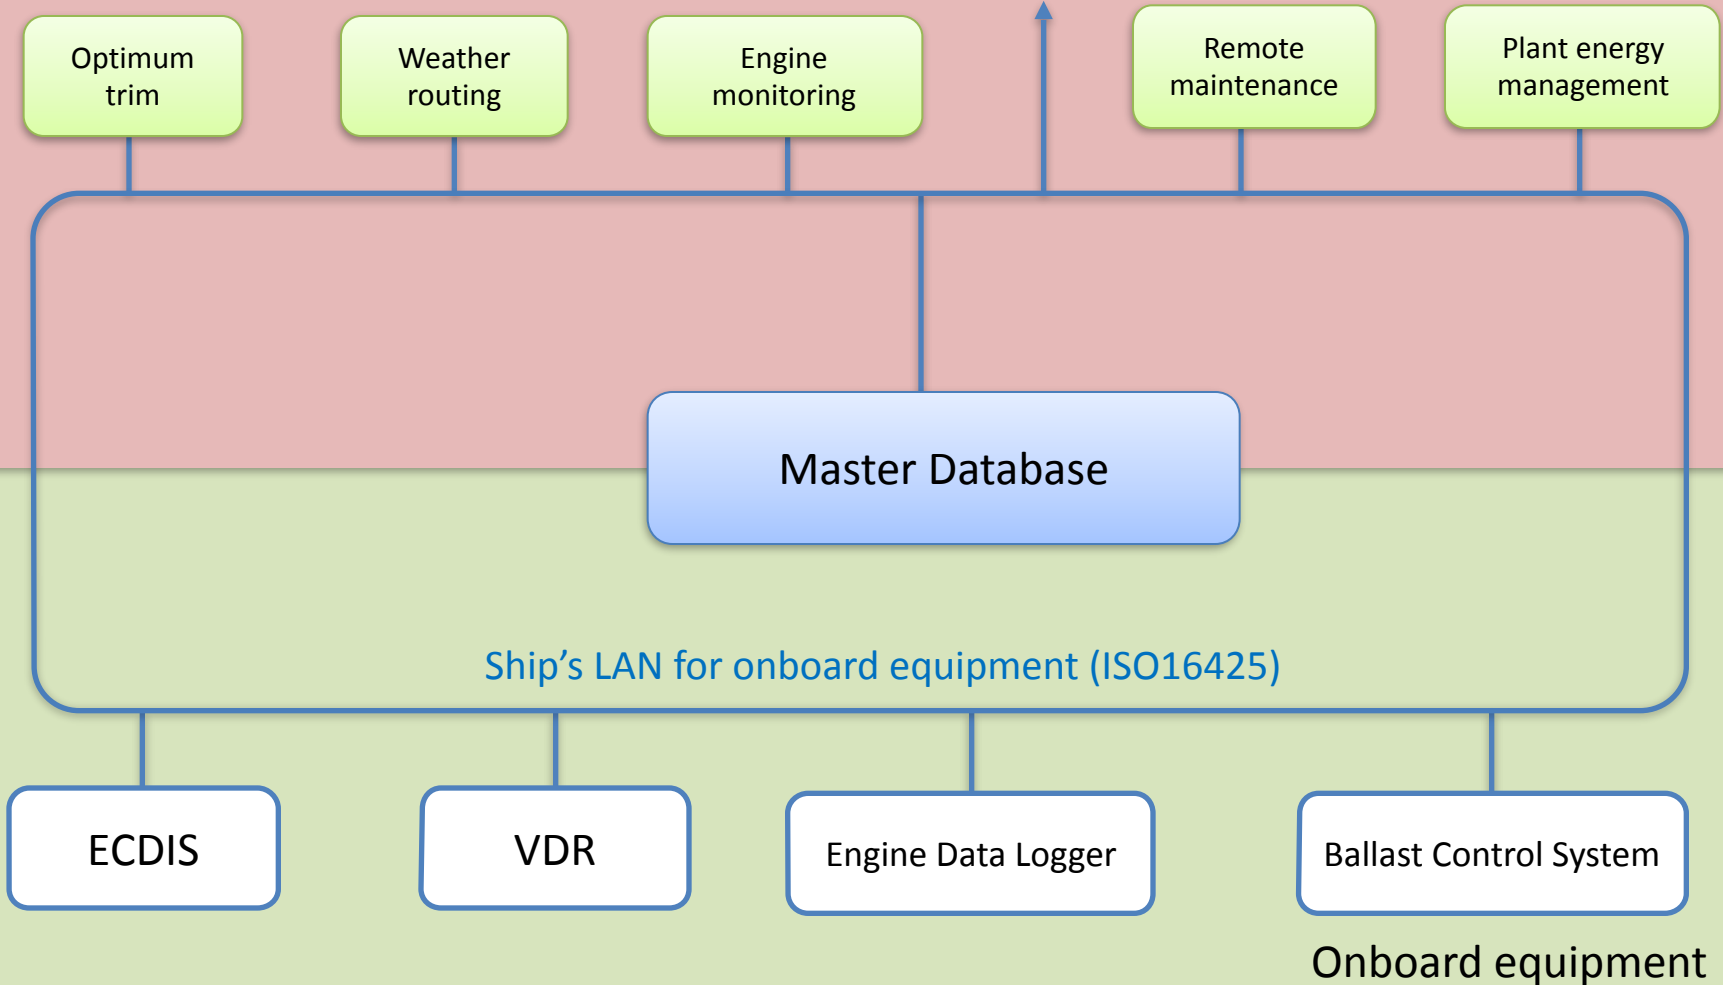 Optimum
trim
Weather
routing
Engine
monitoring
Remote
maintenance
Plant energy
management
Master Database
Ship’s LAN for onboard equipment (ISO16425)
ECDIS
VDR
Engine Data Logger
Ballast Control System
Onboard equipment